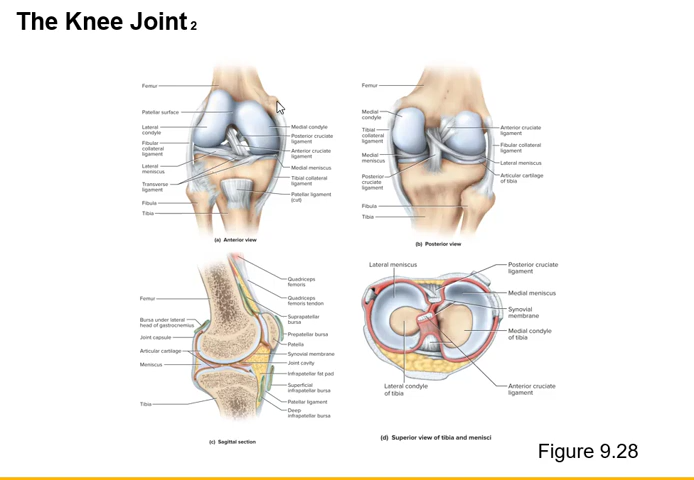 The Knee Joint 2
Femur
Patellar surface
Lateral
condyle
Fibular
collateral
ligament
Lateral
meniscus
Transverse
ligament
Fibula
Tibia
Medial condyle
Posterior cruciate
ligament
Anterior cruciate
ligament
Medial meniscus
Tibial collateral
ligament
Patellar ligament
(cut)
(a) Anterior view
Femur
Medial
condyle
Tibial
collateral
ligament
Medial
meniscus
Posterior
cruciate
ligament
Fibula
Tibia
Anterior cruciate
ligament
Fibular collateral
ligament
Lateral meniscus
Articular cartilage
of tibia
(b) Posterior view
Femur
Bursa under lateral
head of gastrocnemius
Joint capsule
Articular cartilage
Meniscus
Tibia
Quadriceps
femoris
Quadriceps
femoris tendon
Suprapatellar
bursa
Prepatellar bursa
Patella
Synovial membrane
Joint cavity
Infrapatellar fat pad
Superficial
infrapatellar bursa
Patellar ligament
Deep
infrapatellar bursa
(c) Sagittal section
Lateral meniscus
Lateral condyle
of tibia
Posterior cruciate
ligament
Medial meniscus
Synovial
membrane
Medial condyle
of tibia
Anterior cruciate
ligament
(d) Superior view of tibia and menisci
Figure 9.28